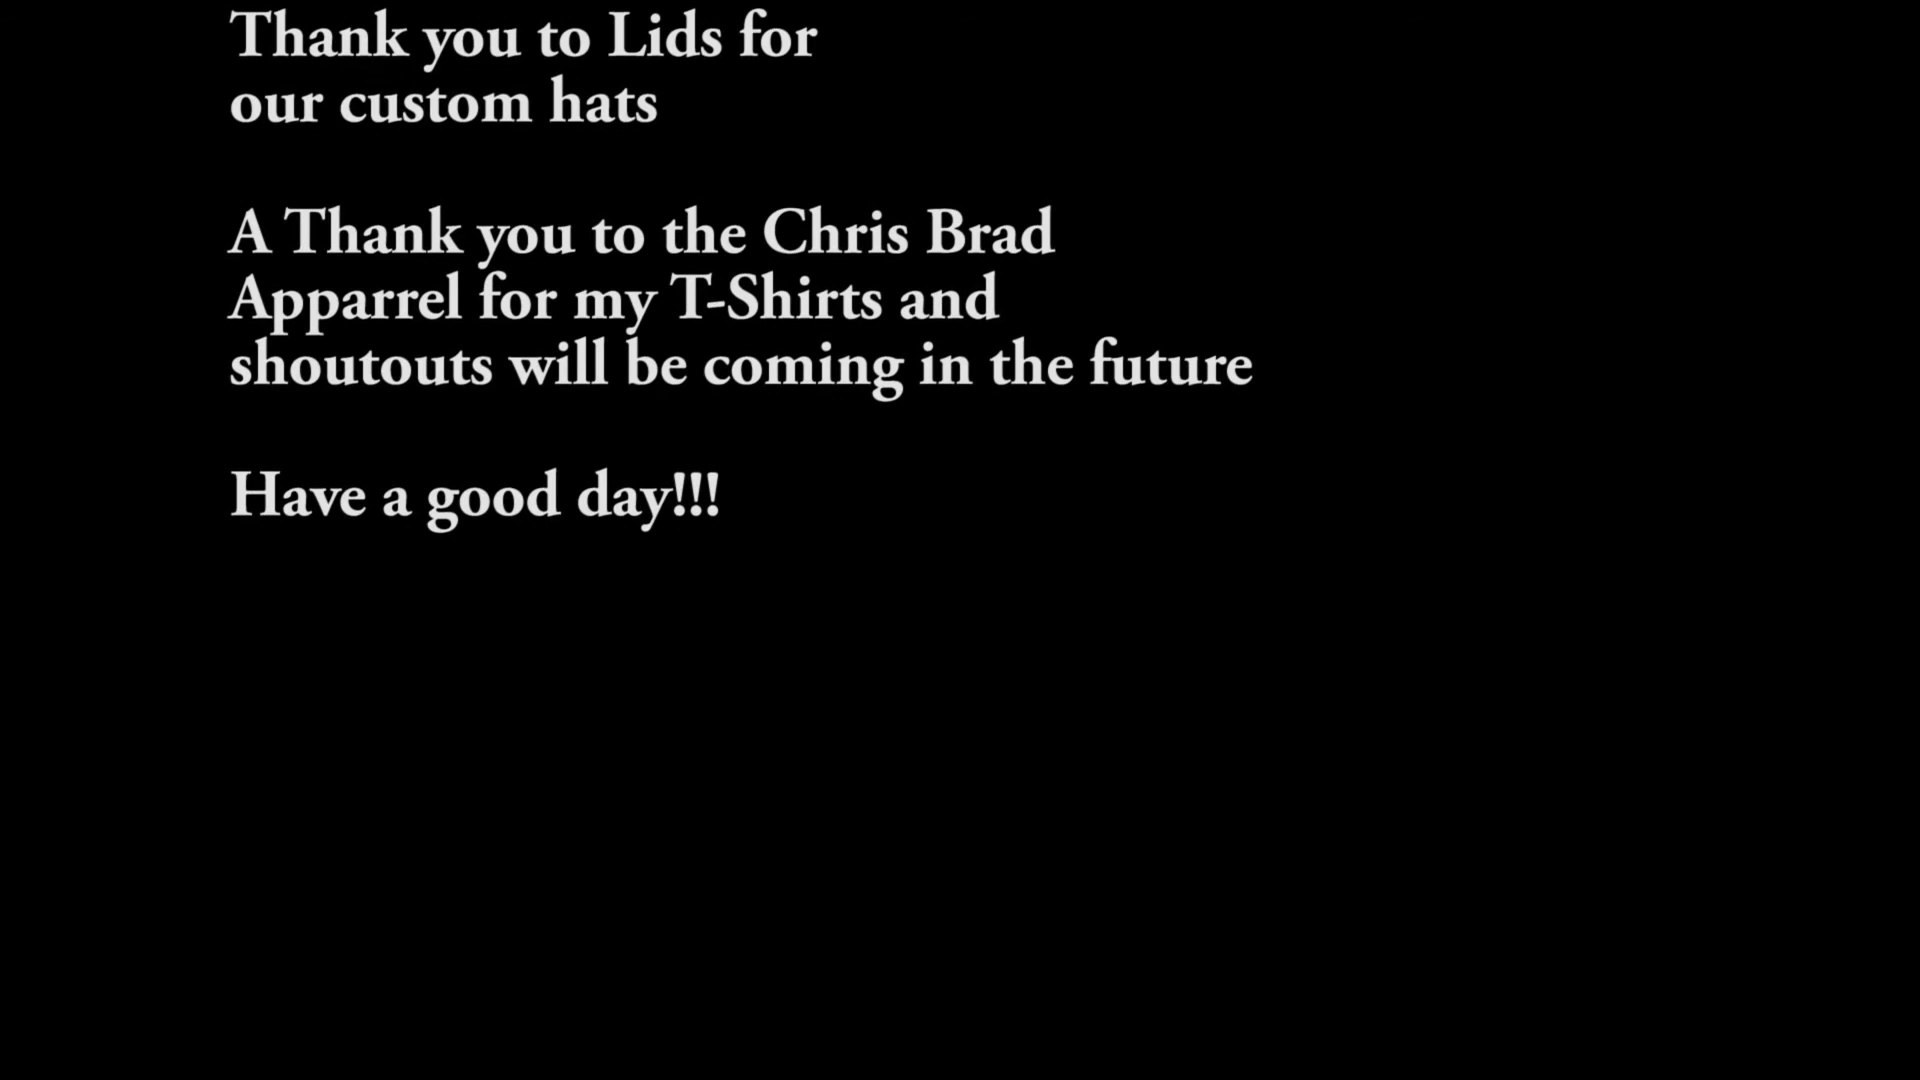 Thank you to Lids for
our custom hats
A Thank you to the Chris Brad
Apparrel for my T-Shirts and
shoutouts will be coming in the future
Have a good day!!!